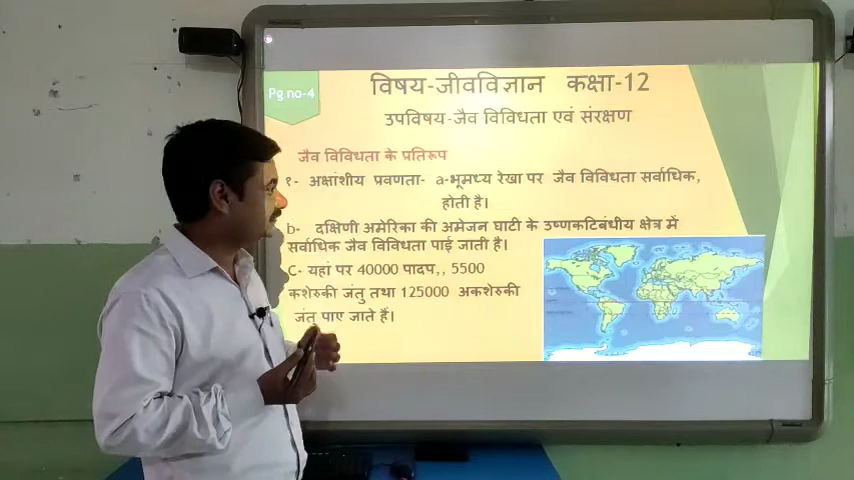 Pg no-4
विषय-जीवविज्ञान कक्षा-12
उपविषय-जैव विविधता एवं संरक्षण
जैव विविधता के प्रतिरूप
१- अक्षांशीय प्रवणता- a-भूमध्य रेखा पर जैव विविधता सर्वाधिक,
होती है।
b- दक्षिणी अमेरिका की अमेजन घाटी के उष्णकटिबंधीय क्षेत्र में
सर्वाधिक जैव विविधता पाई जाती है।
C- यहां पर 40000 पादप,, 5500
कशेरुकी जंतु तथा 125000 अकशेरुकी
जंतु पाए जाते हैं।